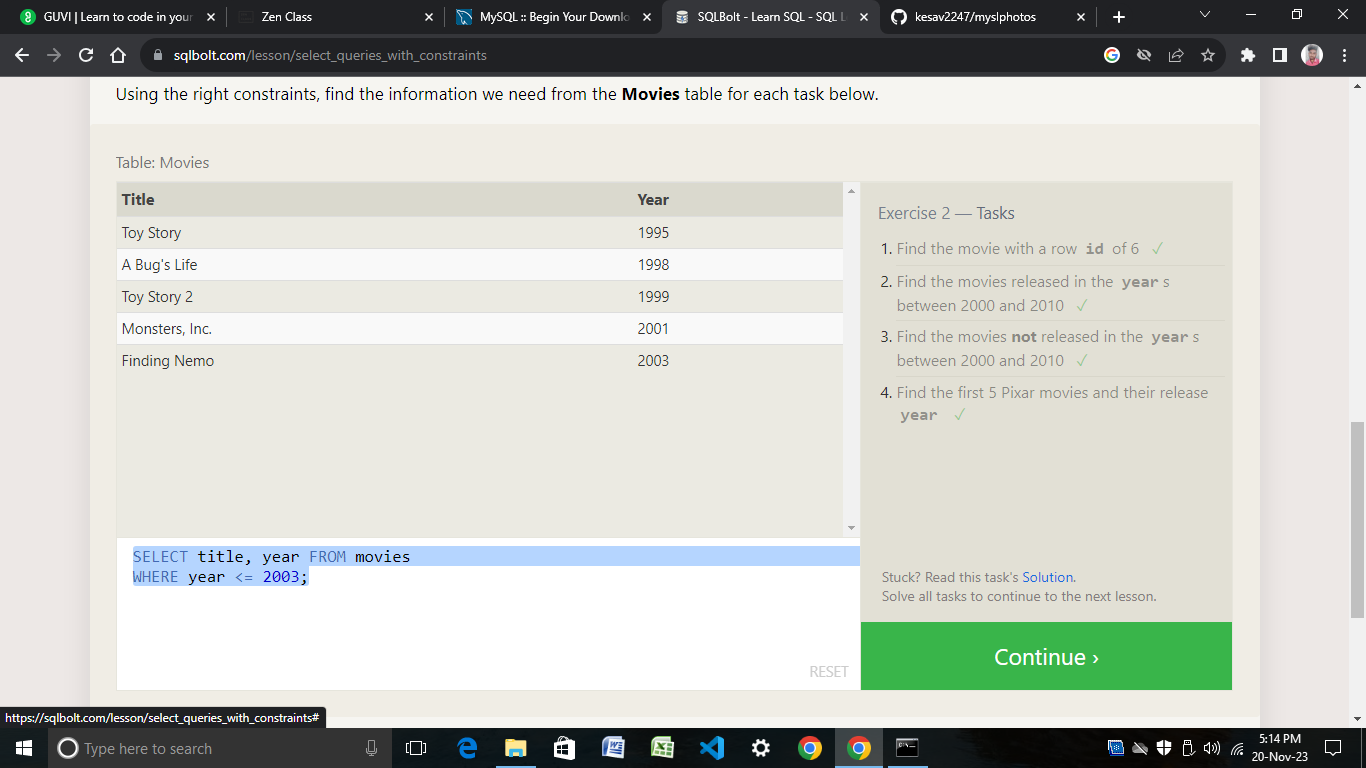 GUVI | Learn to code in your
Zen Class
MySQL :: Begin Your Downlo
SQLBolt - Learn SQL - SQL L
kesav2247/myslphotos
sqlbolt.com/lesson/select_queries_with_constraints
Using the right constraints, find the information we need from the Movies table for each task below.
Table: Movies
Title Year
Toy Story 1995
A Bug's Life 1998
Toy Story 2 1999
Monsters, Inc. 2001
Finding Nemo 2003
SELECT title, year FROM movies
WHERE year <= 2003;
RESET
Exercise 2 — Tasks
1. Find the movie with a row id of 6 ✓
2. Find the movies released in the year s
between 2000 and 2010 ✓
3. Find the movies not released in the year s
between 2000 and 2010 ✓
4. Find the first 5 Pixar movies and their release
year ✓
Stuck? Read this task's Solution.
Solve all tasks to continue to the next lesson.
Continue ›
https://sqlbolt.com/lesson/select_queries_with_constraints#
Type here to search
5:14 PM
20-Nov-23